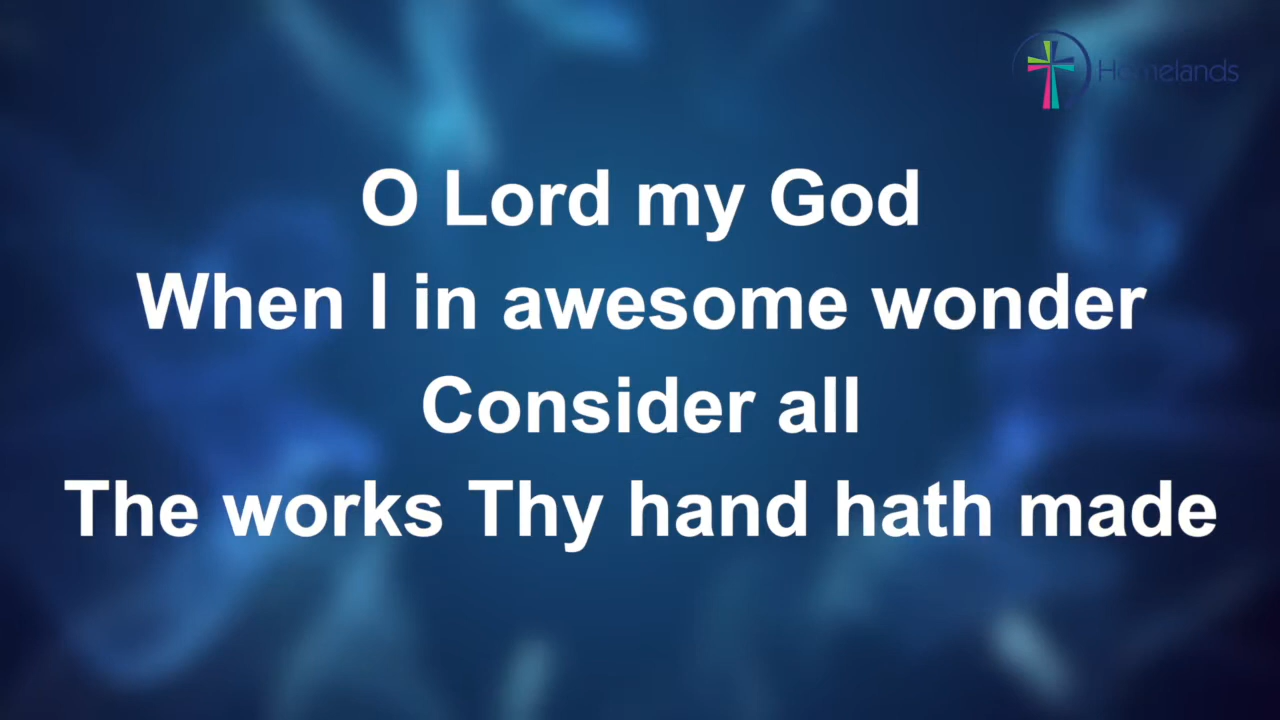 Homelands
O Lord my God
When I in awesome wonder
Consider all
The works Thy hand hath made